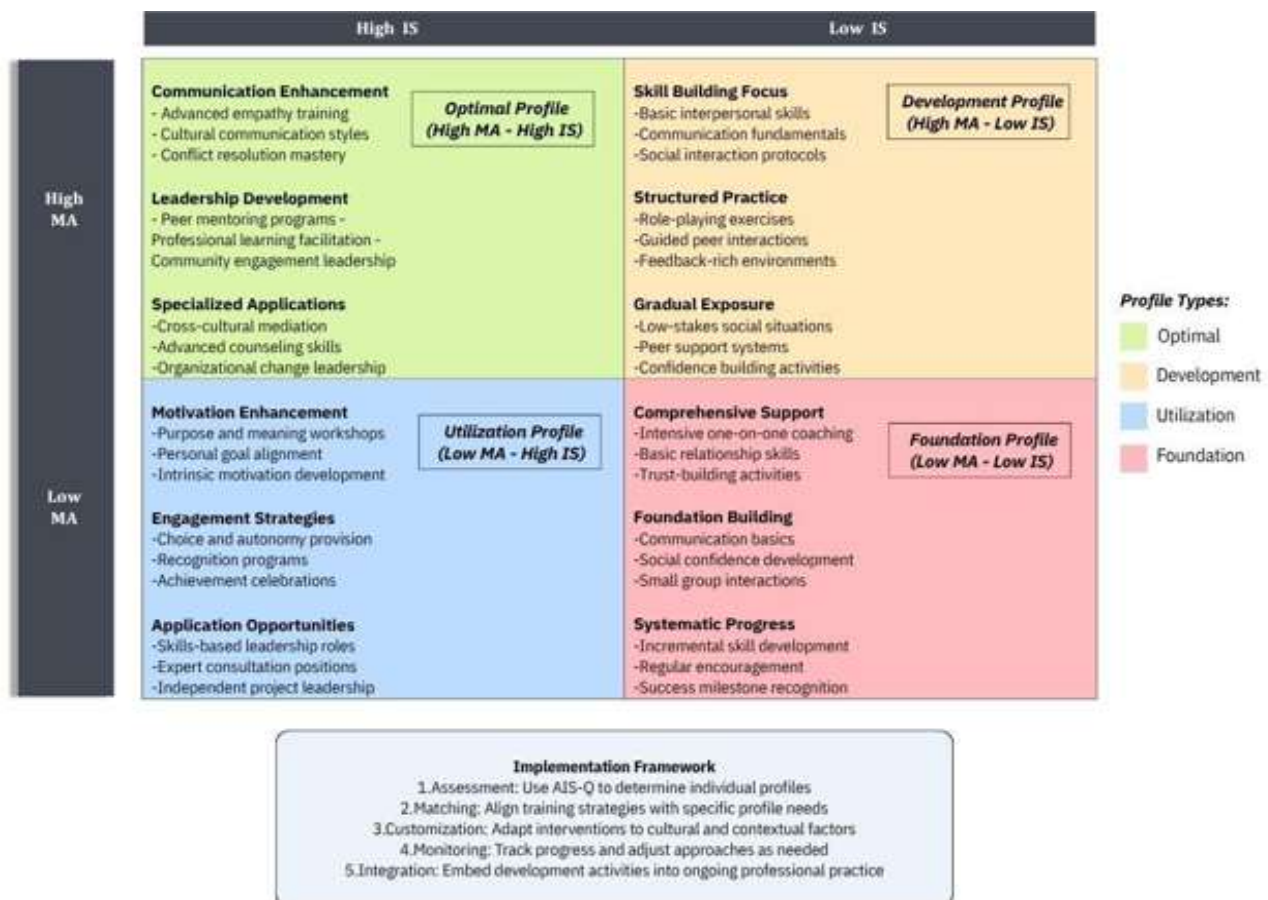 High IS
Low IS
High
MA
Communication Enhancement
- Advanced empathy training
- Cultural communication styles
- Conflict resolution mastery
Optimal Profile
(High MA - High IS)
Leadership Development
- Peer mentoring programs -
Professional learning facilitation -
Community engagement leadership
Specialized Applications
-Cross-cultural mediation
-Advanced counseling skills
-Organizational change leadership
Skill Building Focus
-Basic interpersonal skills
-Communication fundamentals
-Social interaction protocols
Development Profile
(High MA - Low IS)
Structured Practice
-Role-playing exercises
-Guided peer interactions
-Feedback-rich environments
Gradual Exposure
-Low-stakes social situations
-Peer support systems
-Confidence building activities
Low
MA
Motivation Enhancement
-Purpose and meaning workshops
-Personal goal alignment
-Intrinsic motivation development
Utilization Profile
(Low MA - High IS)
Engagement Strategies
-Choice and autonomy provision
-Recognition programs
-Achievement celebrations
Application Opportunities
-Skills-based leadership roles
-Expert consultation positions
-Independent project leadership
Comprehensive Support
-Intensive one-on-one coaching
-Basic relationship skills
-Trust-building activities
Foundation Profile
(Low MA - Low IS)
Foundation Building
-Communication basics
-Social confidence development
-Small group interactions
Systematic Progress
-Incremental skill development
-Regular encouragement
-Success milestone recognition
Profile Types:
Optimal
Development
Utilization
Foundation
Implementation Framework
1.Assessment: Use AIS-Q to determine individual profiles
2.Matching: Align training strategies with specific profile needs
3.Customization: Adapt interventions to cultural and contextual factors
4.Monitoring: Track progress and adjust approaches as needed
5.Integration: Embed development activities into ongoing professional practice